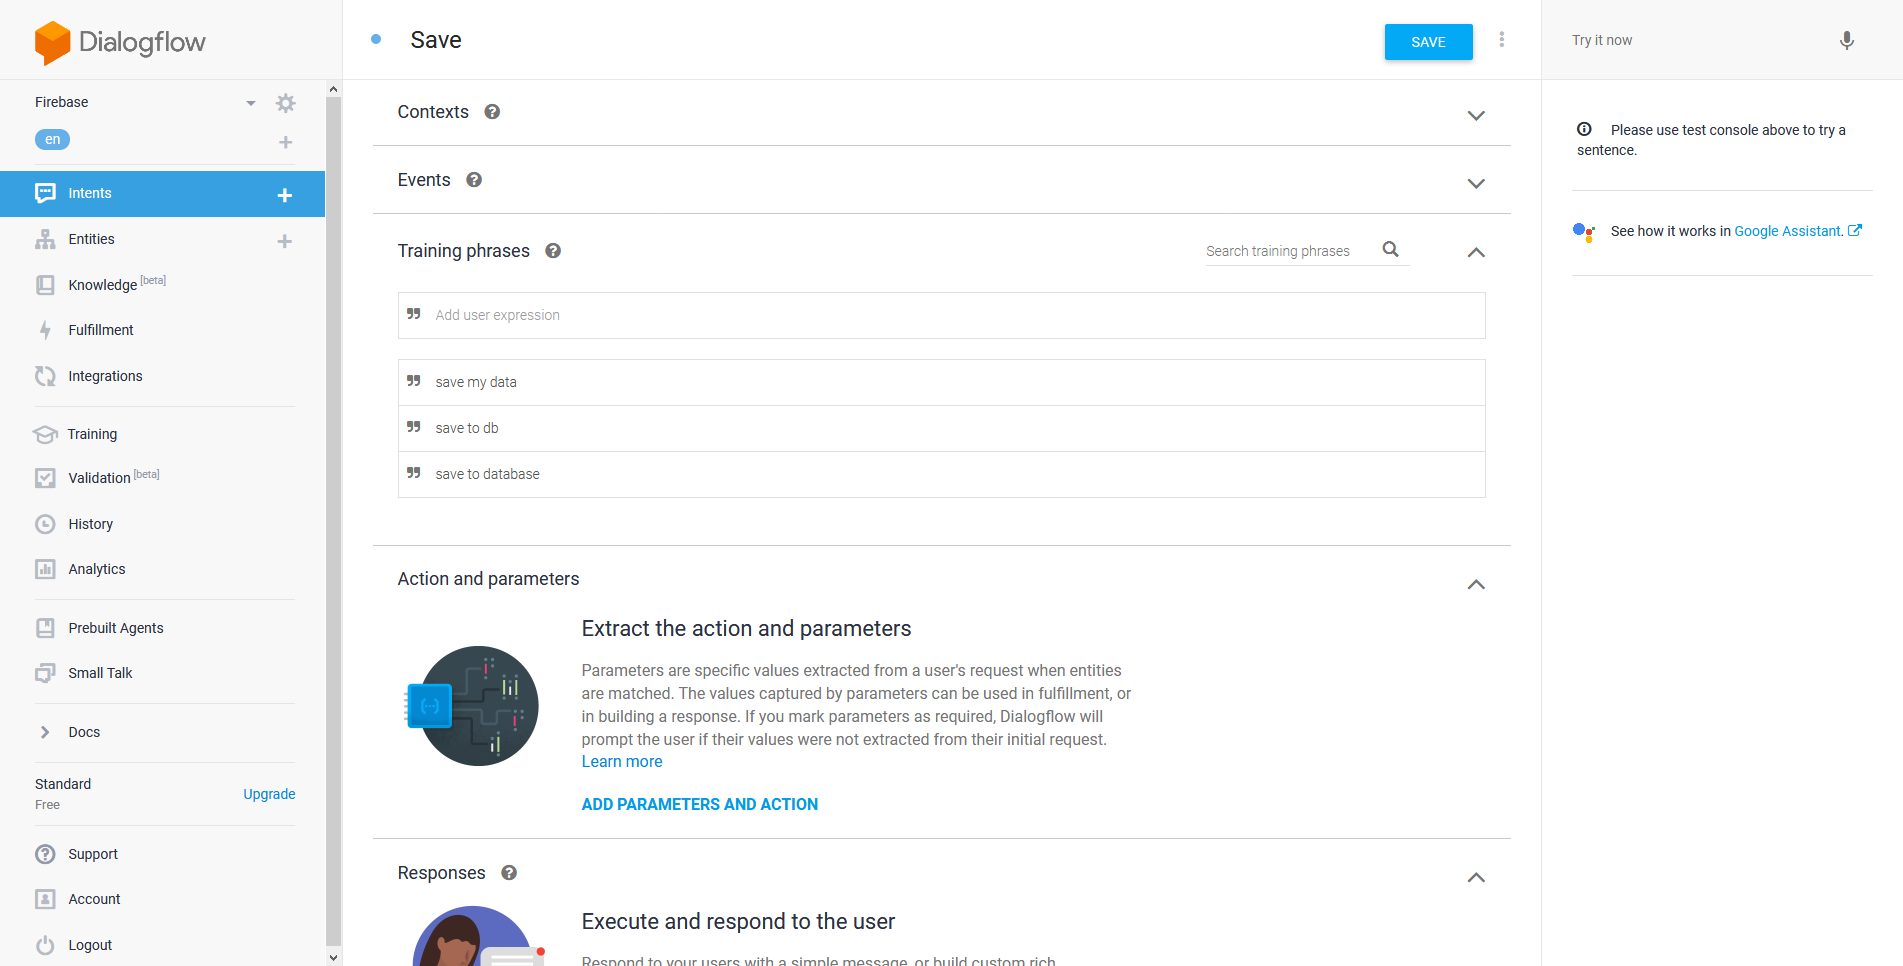 Dialogflow
Firebase
en
Intents
Entities
Knowledge [beta]
Fulfillment
Integrations
Training
Validation [beta]
History
Analytics
Prebuilt Agents
Small Talk
Docs
Standard
Free
Upgrade
Support
Account
Logout
Save
SAVE
Contexts
Events
Training phrases
Search training phrases
Add user expression
save my data
save to db
save to database
Action and parameters
Extract the action and parameters
Parameters are specific values extracted from a user's request when entities
are matched. The values captured by parameters can be used in fulfillment, or
in building a response. If you mark parameters as required, Dialogflow will
prompt the user if their values were not extracted from their initial request.
Learn more
ADD PARAMETERS AND ACTION
Responses
Execute and respond to the user
Respond to your users with a simple message, or build custom rich
Try it now
Please use test console above to try a
sentence.
See how it works in Google Assistant.